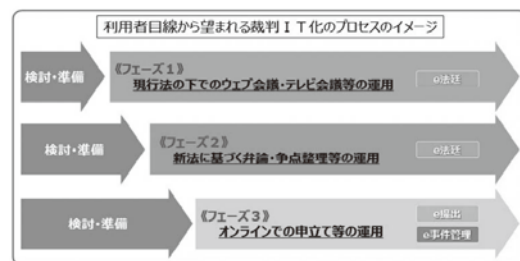 利用者目線から望まれる裁判ＩＴ化のプロセスのイメージ
検討・準備
《フェーズ１》
現行法の下でのウェブ会議・テレビ会議等の運用
e法廷
検討・準備
《フェーズ２》
新法に基づく弁論・争点整理等の運用
e法廷
検討・準備
《フェーズ３》
オンラインでの申立て等の運用
e提出
e事件管理